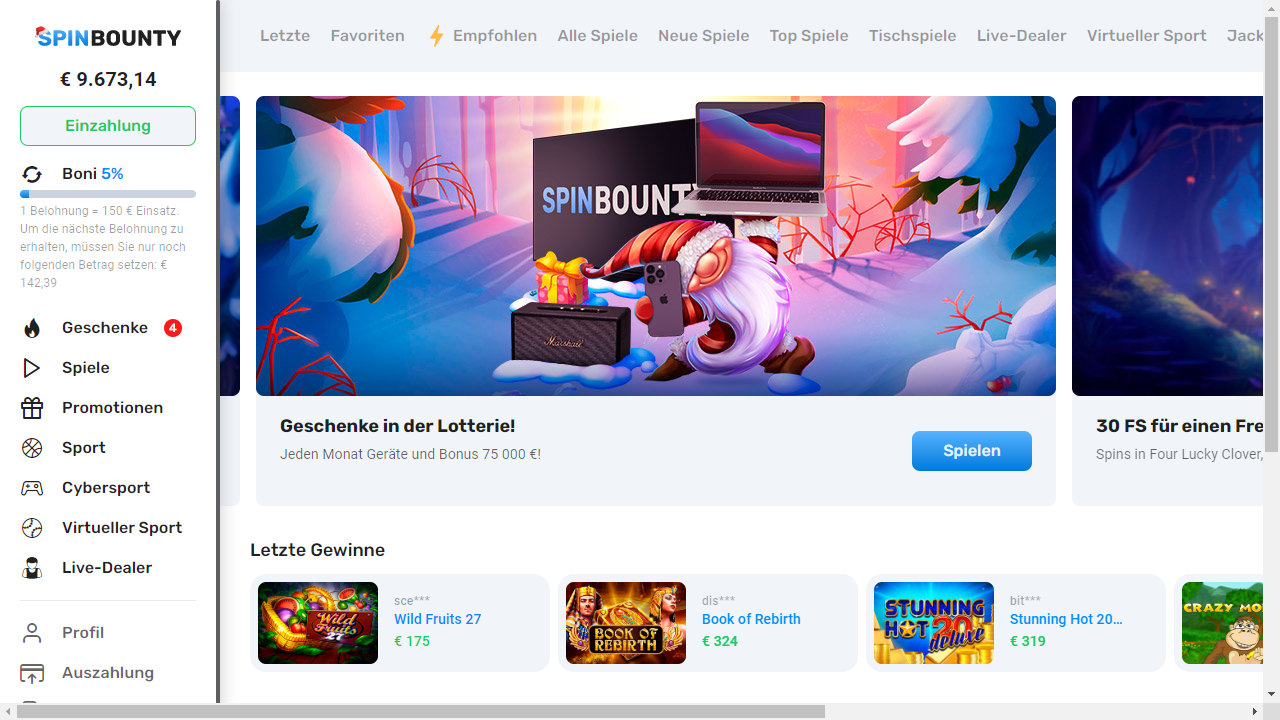 SPINBOUNTY
€ 9.673,14
Einzahlung
Boni 5%
1 Belohnung = 150 € Einsatz.
Um die nächste Belohnung zu
erhalten, müssen Sie nur noch
folgenden Betrag setzen: €
142,39
Geschenke 4
Spiele
Promotionen
Sport
Cybersport
Virtueller Sport
Live-Dealer
Profil
Auszahlung
Letzte Favoriten Empfohlen Alle Spiele Neue Spiele Top Spiele Tischspiele Live-Dealer Virtueller Sport Jack
SPINBOUNTY
Marshall
Geschenke in der Lotterie!
Jeden Monat Geräte und Bonus 75 000 €!
Spielen
30 FS für einen Fre
Spins in Four Lucky Clover,
Letzte Gewinne
Wild Fruits 27
sce***
Wild Fruits 27
€ 175
BOOK OF
REBIRTH
dis***
Book of Rebirth
€ 324
STUNNING
HOT 20
deluxe
bit***
Stunning Hot 20...
€ 319
CRAZY MO